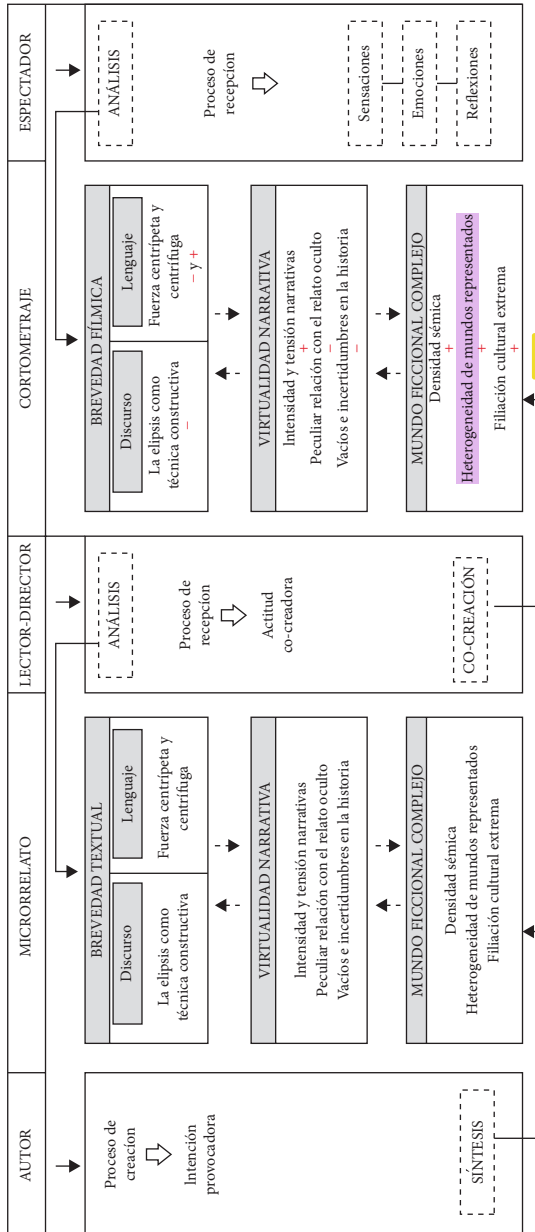 AUTOR
Proceso de
creacíon
Intención
provocadora
SÍNTESIS
MICRORRELATO
BREVEDAD TEXTUAL
Discurso
La elipsis como
técnica constructiva
Lenguaje
Fuerza centrípeta y
centrífuga
VIRTUALIDAD NARRATIVA
Intensidad y tensión narrativas
Peculiar relación con el relato oculto
Vacíos e incertidumbres en la historia
MUNDO FICCIONAL COMPLEJO
Densidad sémica
Heterogeneidad de mundos representados
Filiación cultural extrema
LECTOR-DIRECTOR
ANÁLISIS
Proceso de
recepcíon
Actitud
co-creadora
CO-CREACIÓN
CORTOMETRAJE
BREVEDAD FÍLMICA
Discurso
La elipsis como
técnica constructiva
–
Lenguaje
Fuerza centrípeta y
centrífuga
– y +
VIRTUALIDAD NARRATIVA
Intensidad y tensión narrativas
+
Peculiar relación con el relato oculto
–
Vacíos e incertidumbres en la historia
–
MUNDO FICCIONAL COMPLEJO
Densidad sémica
+
Heterogeneidad de mundos representados
+
Filiación cultural extrema
+
ESPECTADOR
ANÁLISIS
Proceso de
recepcíon
Sensaciones
Emociones
Reflexiones